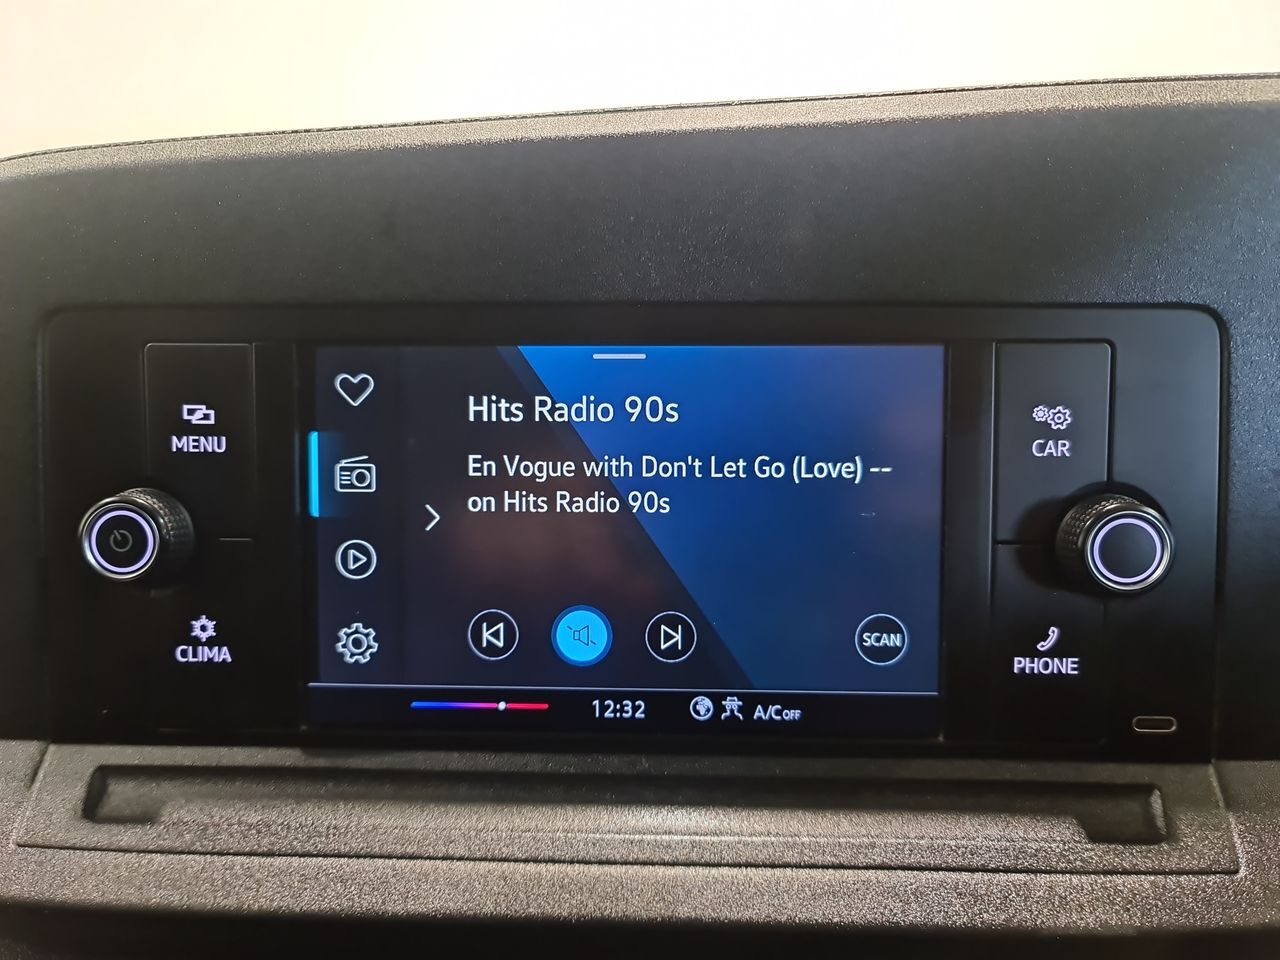 MENU
CLIMA
Hits Radio 90s
En Vogue with Don't Let Go (Love) --
on Hits Radio 90s
SCAN
12:32
A/C OFF
CAR
PHONE